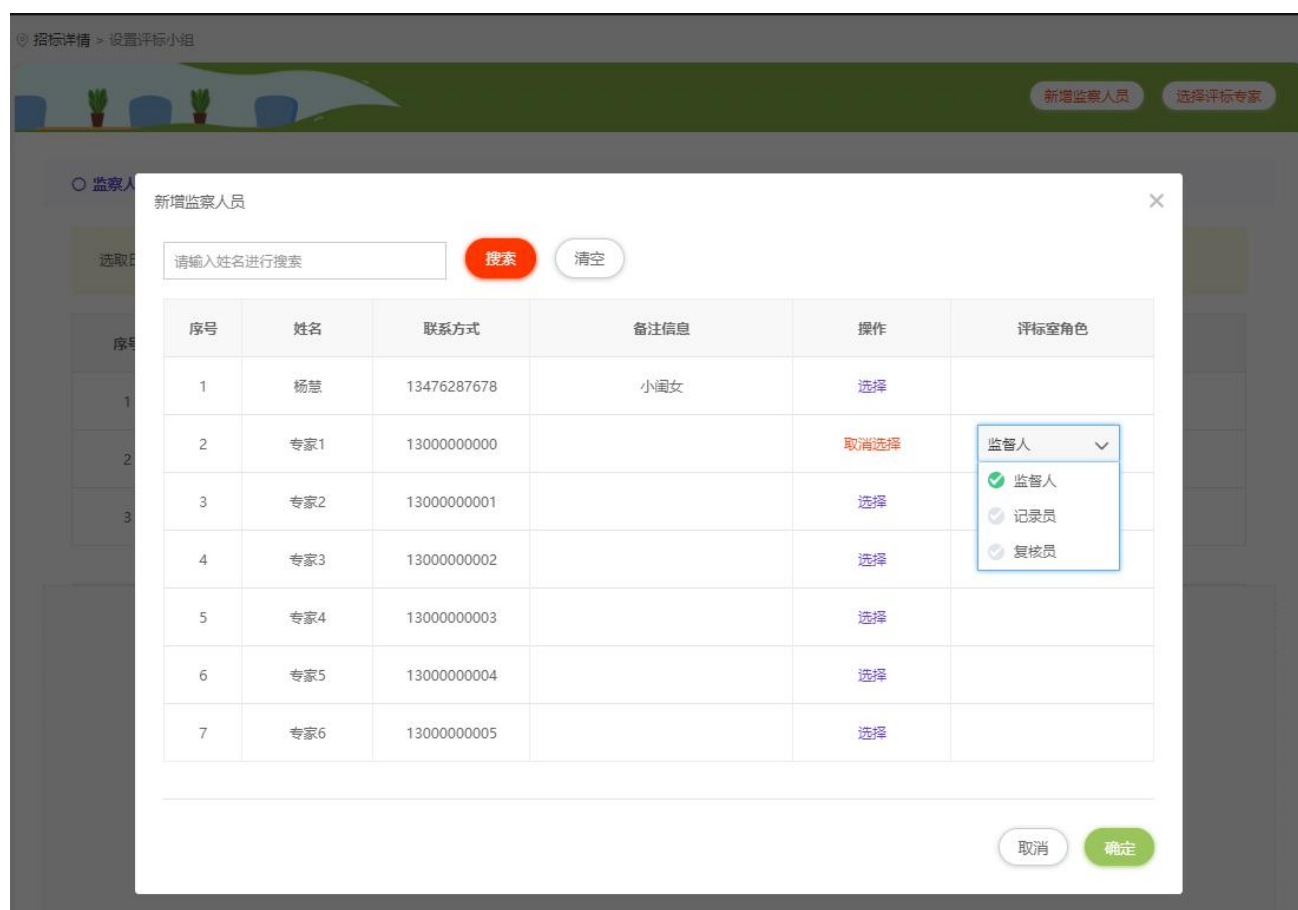 招标详情 > 设置评标小组
新增监察人员 选择评标专家
监察人
新增监察人员
选取日
请输入姓名进行搜索 搜索 清空
序号
序号 姓名 联系方式 备注信息 操作 评标室角色
1
1 杨慧 13476287678 小闺女 选择
2
2 专家1 13000000000 取消选择 监督人
监督人
3
3 专家2 13000000001 选择
记录员
复核员
4 专家3 13000000002 选择
5 专家4 13000000003 选择
6 专家5 13000000004 选择
7 专家6 13000000005 选择
取消 确定